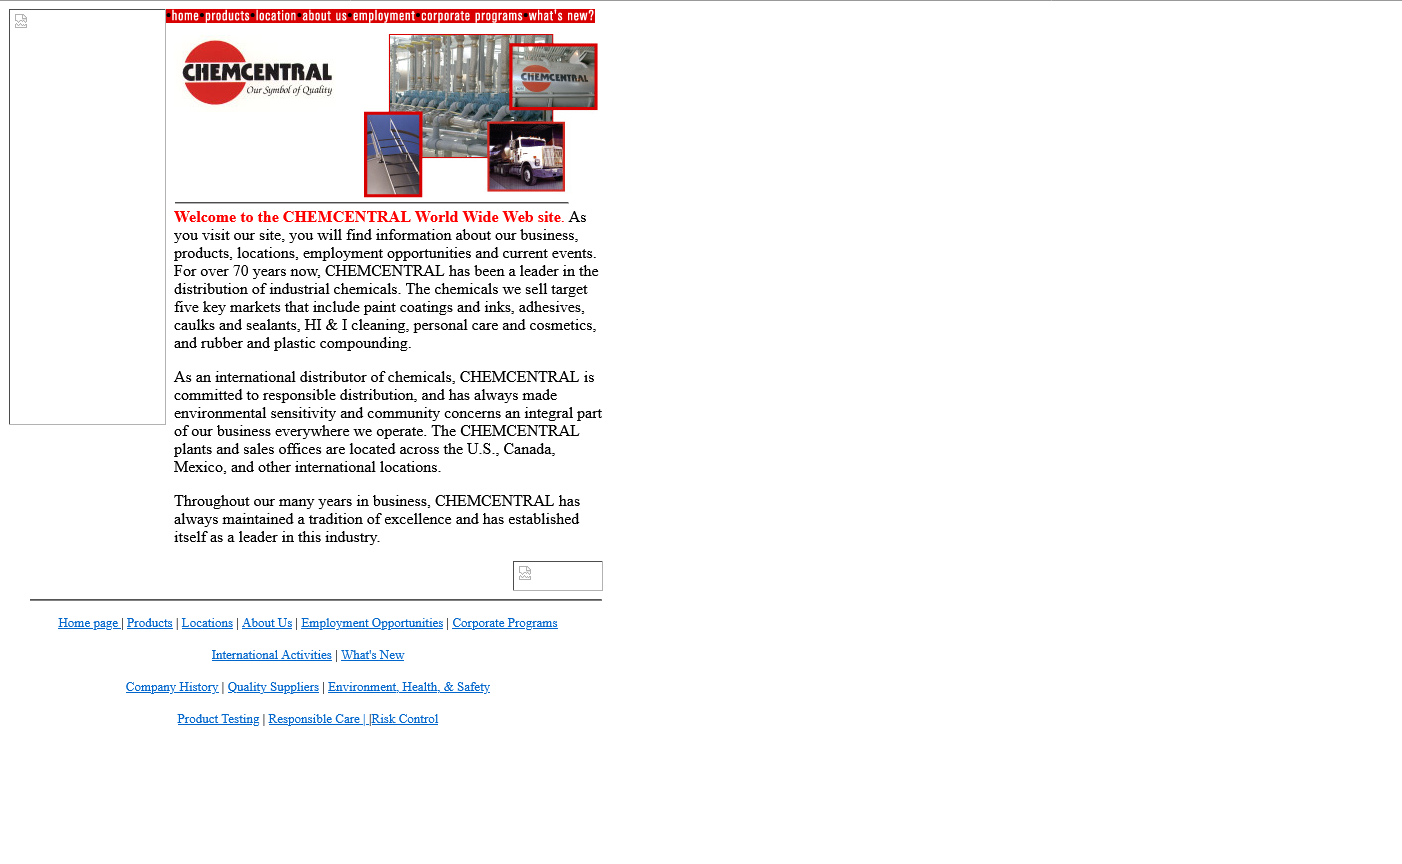 •home•products•location•about us•employment•corporate programs•what's new?
CHEMCENTRAL
Our Symbol of Quality
CHEMCENTRAL
Welcome to the CHEMCENTRAL World Wide Web site. As
you visit our site, you will find information about our business,
products, locations, employment opportunities and current events.
For over 70 years now, CHEMCENTRAL has been a leader in the
distribution of industrial chemicals. The chemicals we sell target
five key markets that include paint coatings and inks, adhesives,
caulks and sealants, HI & I cleaning, personal care and cosmetics,
and rubber and plastic compounding.
As an international distributor of chemicals, CHEMCENTRAL is
committed to responsible distribution, and has always made
environmental sensitivity and community concerns an integral part
of our business everywhere we operate. The CHEMCENTRAL
plants and sales offices are located across the U.S., Canada,
Mexico, and other international locations.
Throughout our many years in business, CHEMCENTRAL has
always maintained a tradition of excellence and has established
itself as a leader in this industry.
Home page | Products | Locations | About Us | Employment Opportunities | Corporate Programs
International Activities | What's New
Company History | Quality Suppliers | Environment, Health, & Safety
Product Testing | Responsible Care | |Risk Control